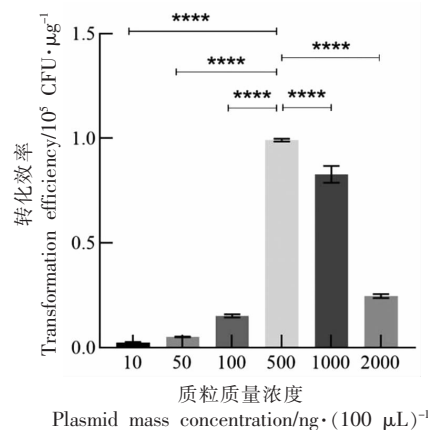 ****
****
****
****
****
1.5
1.0
0.5
0.0
转化效率
Transformation efficiency/10⁵ CFU·μg⁻¹
10 50 100 500 1000 2000
质粒质量浓度
Plasmid mass concentration/ng·(100 μL)⁻¹